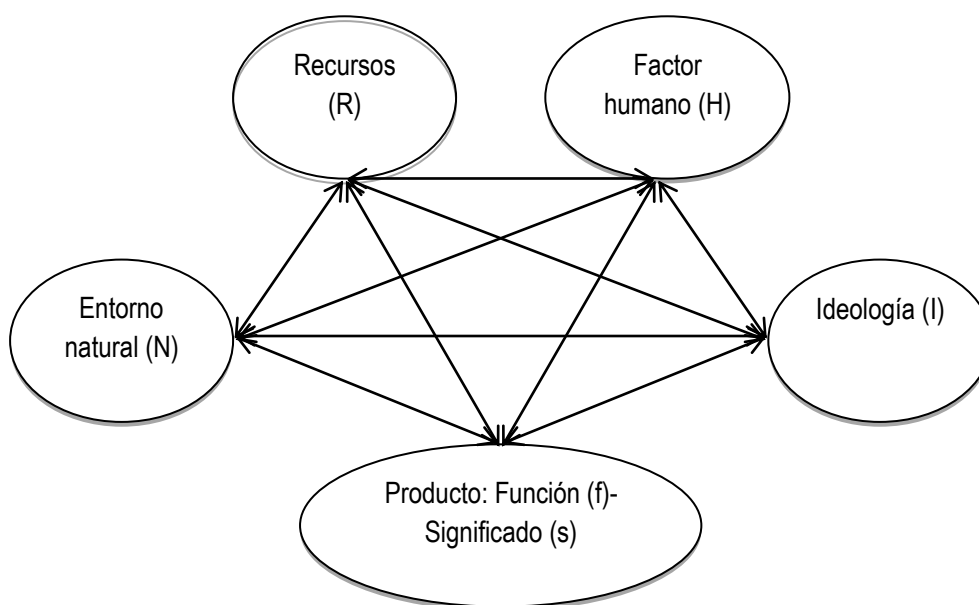 Recursos
(R)
Factor
humano (H)
Entorno
natural (N)
Ideología (I)
Producto: Función (f)-
Significado (s)